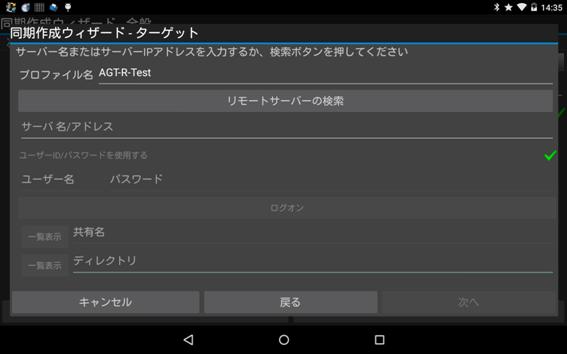 14:35
同期作成ウィザード - 全般
同期作成ウィザード - ターゲット
サーバー名またはサーバーIPアドレスを入力するか、検索ボタンを押してください
プロファイル名 AGT-R-Test
リモートサーバーの検索
サーバ 名/アドレス
ユーザーID/パスワードを使用する
ユーザー名 パスワード
ログオン
一覧表示 共有名
一覧表示 ディレクトリ
キャンセル 戻る 次へ